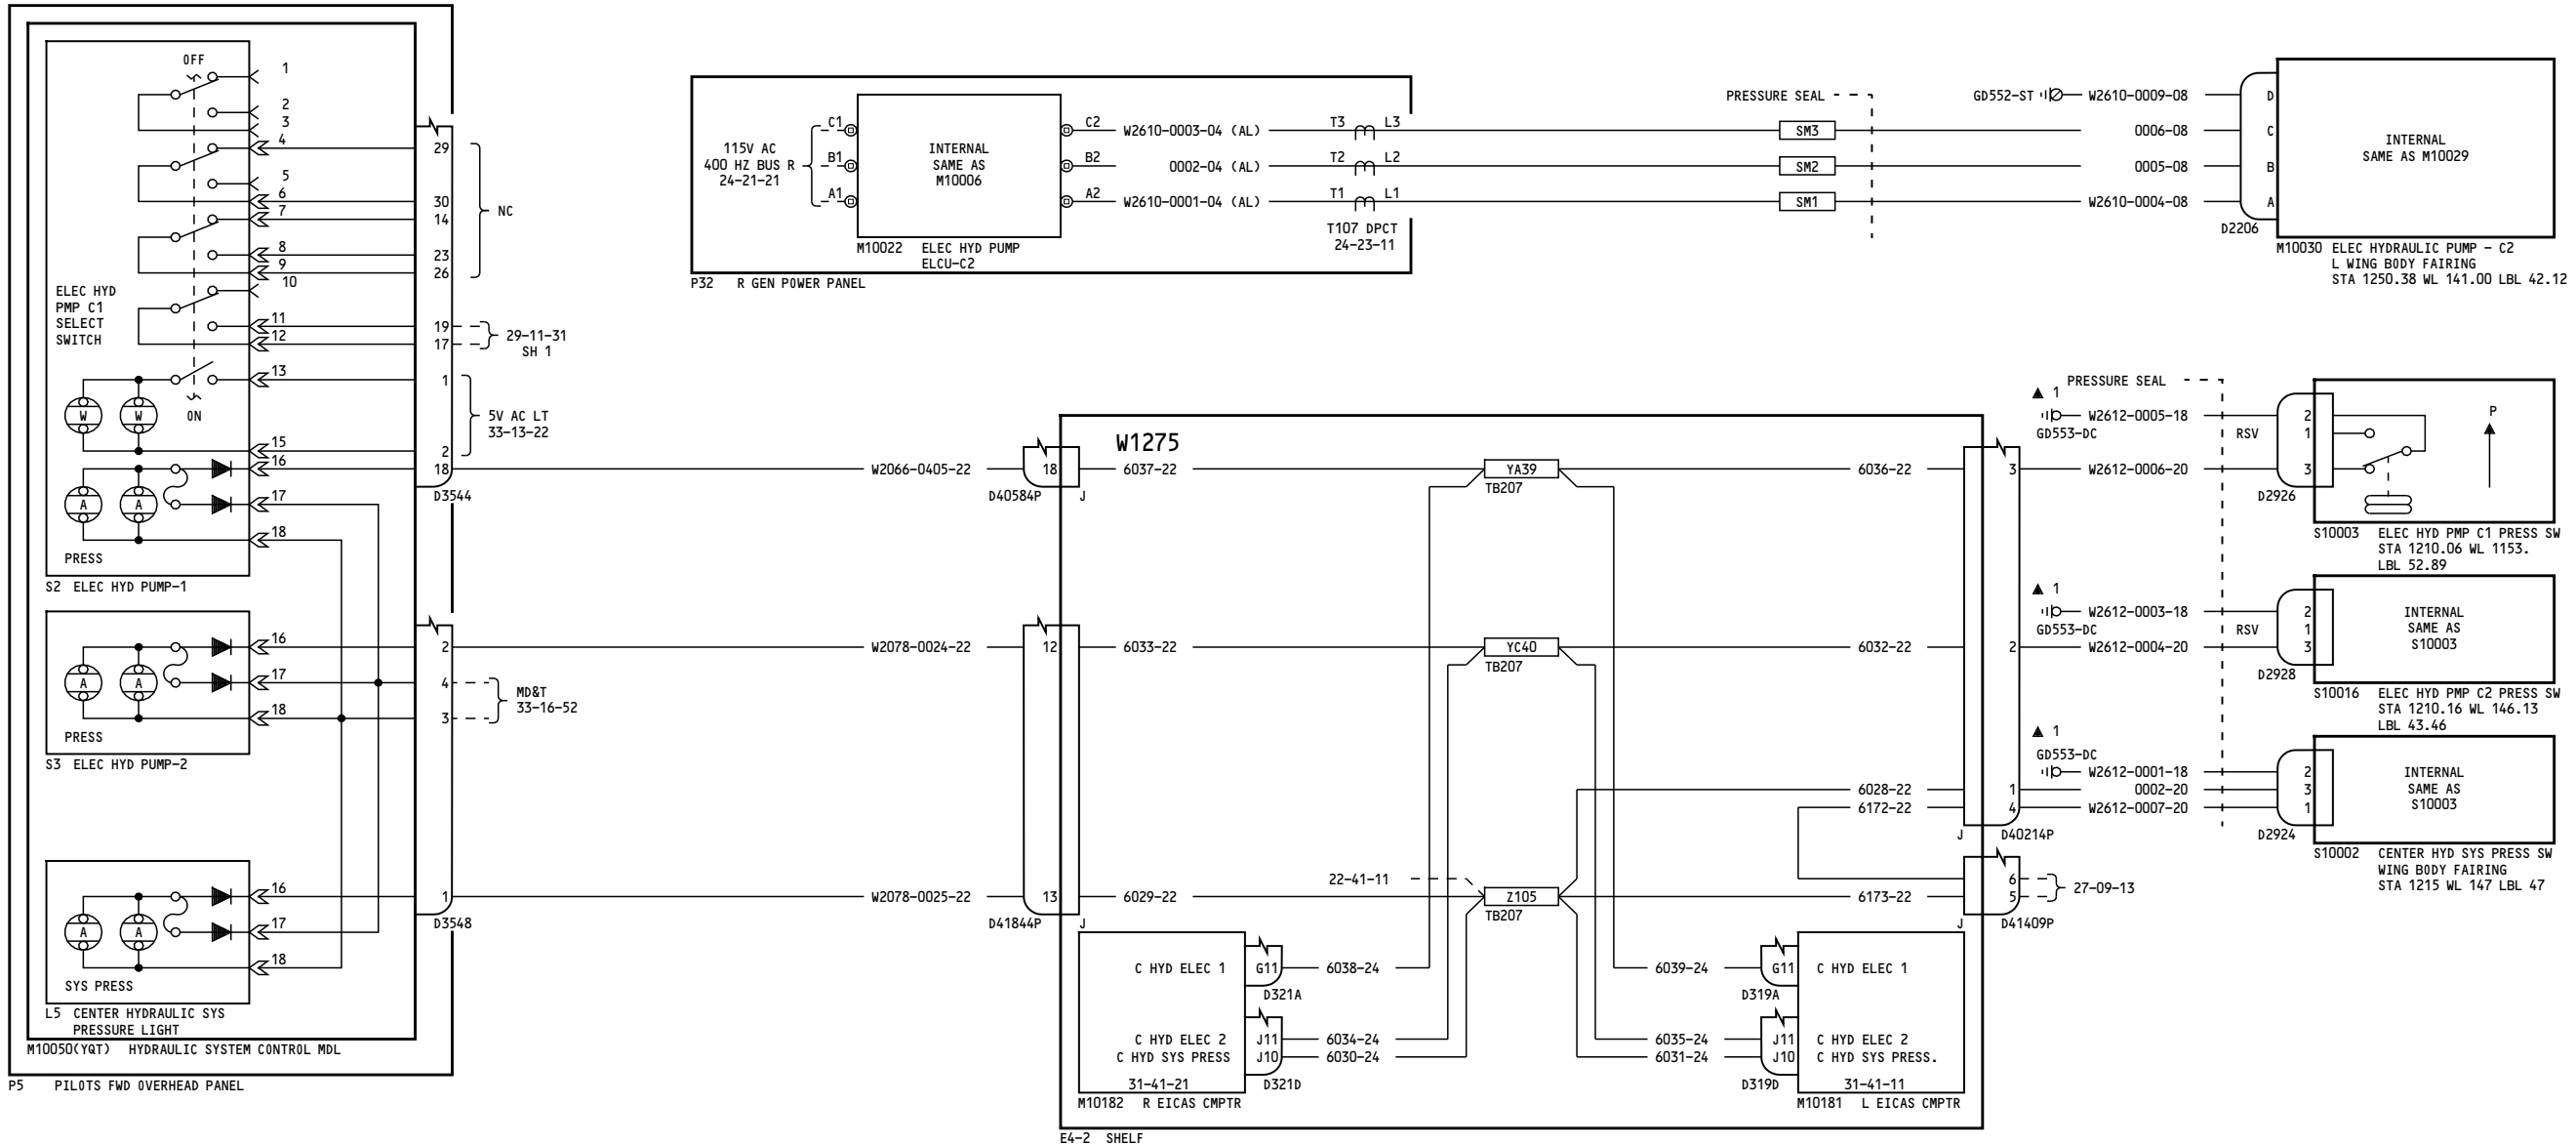 OFF
1
2
3
4
5
6
7
8
9
10
11
12
13
15
16
17
18
ELEC HYD
PMP C1
SELECT
SWITCH
ON
W
W
A
A
PRESS
S2 ELEC HYD PUMP-1
29
30
14
23
26
NC
19
17
29-11-31
SH 1
1
2
5V AC LT
33-13-22
18
D3544
16
17
18
A
A
PRESS
S3 ELEC HYD PUMP-2
2
4
3
MD&T
33-16-52
16
17
18
A
A
SYS PRESS
L5 CENTER HYDRAULIC SYS
PRESSURE LIGHT
1
D3548
M10050(YQT) HYDRAULIC SYSTEM CONTROL MDL
P5 PILOTS FWD OVERHEAD PANEL
115V AC
400 HZ BUS R
24-21-21
C1
B1
A1
INTERNAL
SAME AS
M10006
C2
B2
A2
M10022 ELEC HYD PUMP
ELCU-C2
W2610-0003-04 (AL)
0002-04 (AL)
W2610-0001-04 (AL)
T3 L3
T2 L2
T1 L1
T107 DPCT
24-23-11
P32 R GEN POWER PANEL
PRESSURE SEAL
SM3
SM2
SM1
GD552-ST
W2610-0009-08
0006-08
0005-08
W2610-0004-08
D
C
B
A
D2206
INTERNAL
SAME AS M10029
M10030 ELEC HYDRAULIC PUMP - C2
L WING BODY FAIRING
STA 1250.38 WL 141.00 LBL 42.12
W2066-0405-22
W2078-0024-22
W2078-0025-22
W1275
18
D40584P
J
6037-22
YA39
TB207
6036-22
12
6033-22
YC40
TB207
6032-22
6028-22
6172-22
22-41-11
13
D41844P
J
6029-22
Z105
TB207
6173-22
3
2
1
4
J
D40214P
6
5
J
D41409P
27-09-13
C HYD ELEC 1
G11
D321A
6038-24
C HYD ELEC 2
C HYD SYS PRESS
J11
J10
D321D
6034-24
6030-24
31-41-21
M10182 R EICAS CMPTR
6039-24
G11
D319A
C HYD ELEC 1
6035-24
6031-24
J11
J10
D319D
C HYD ELEC 2
C HYD SYS PRESS.
31-41-11
M10181 L EICAS CMPTR
E4-2 SHELF
PRESSURE SEAL
1
GD553-DC
W2612-0005-18
RSV
W2612-0006-20
2
1
3
D2926
P
S10003 ELEC HYD PMP C1 PRESS SW
STA 1210.06 WL 1153.
LBL 52.89
1
GD553-DC
W2612-0003-18
RSV
W2612-0004-20
2
1
3
D2928
INTERNAL
SAME AS
S10003
S10016 ELEC HYD PMP C2 PRESS SW
STA 1210.16 WL 146.13
LBL 43.46
1
GD553-DC
W2612-0001-18
0002-20
W2612-0007-20
2
3
1
D2924
INTERNAL
SAME AS
S10003
S10002 CENTER HYD SYS PRESS SW
WING BODY FAIRING
STA 1215 WL 147 LBL 47